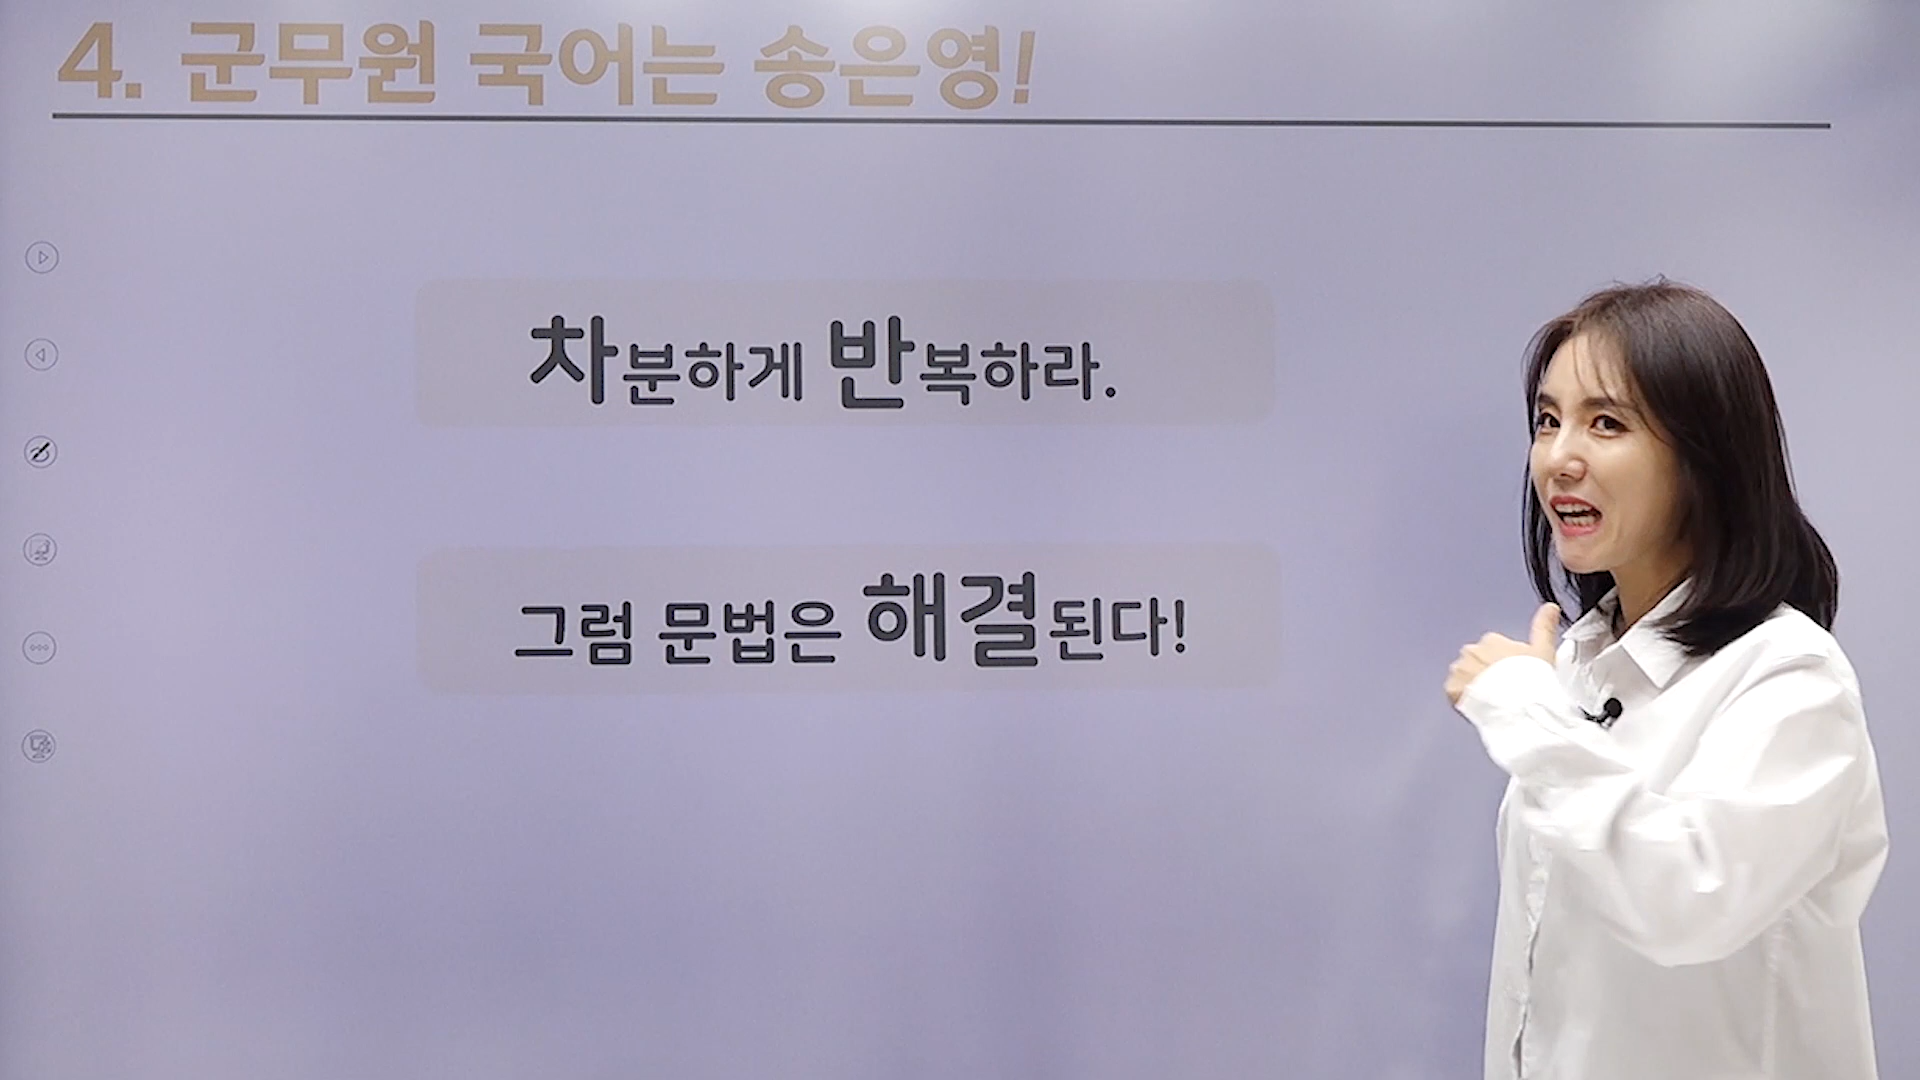 4. 군무원 국어는 송은영!
차분하게 반복하라.
그럼 문법은 해결된다!